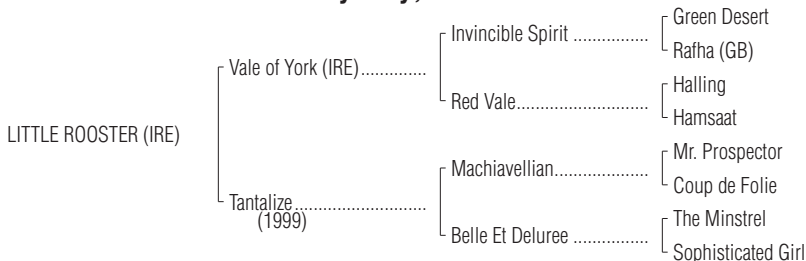 Green Desert
Invincible Spirit ................
Rafha (GB)
Vale of York (IRE)..............
Halling
Red Vale............................
Hamsaat
LITTLE ROOSTER (IRE)
Mr. Prospector
Machiavellian....................
Coup de Folie
Tantalize............................
(1999)
The Minstrel
Belle Et Deluree ................
Sophisticated Girl